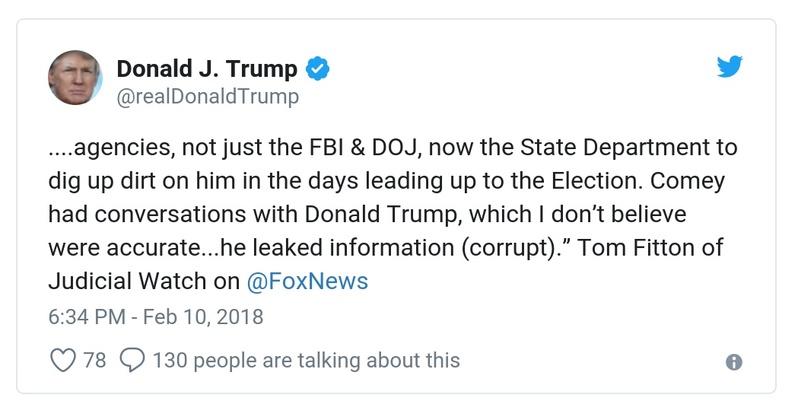 Donald J. Trump
@realDonaldTrump
....agencies, not just the FBI & DOJ, now the State Department to
dig up dirt on him in the days leading up to the Election. Comey
had conversations with Donald Trump, which I don’t believe
were accurate...he leaked information (corrupt).” Tom Fitton of
Judicial Watch on @FoxNews
6:34 PM - Feb 10, 2018
78 130 people are talking about this